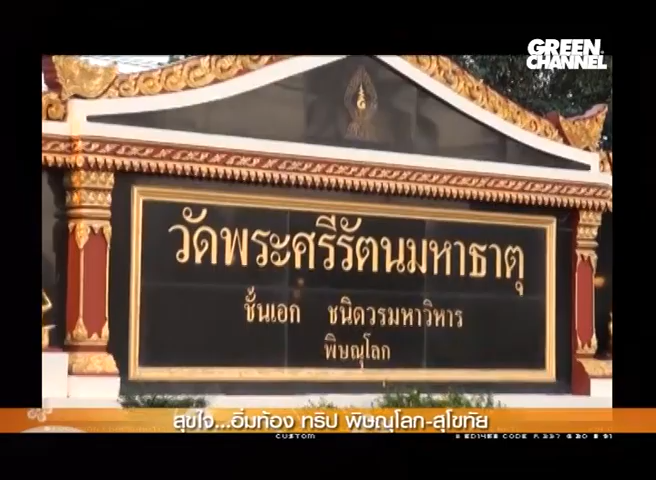 GREEN
CHANNEL
วัดพระศรีรัตนมหาธาตุ
ชั้นเอก ชนิดวรมหาวิหาร
พิษณุโลก
สุขใจ...อิ่มท้อง ทริป พิษณุโลก-สุโขทัย
CUSTOM